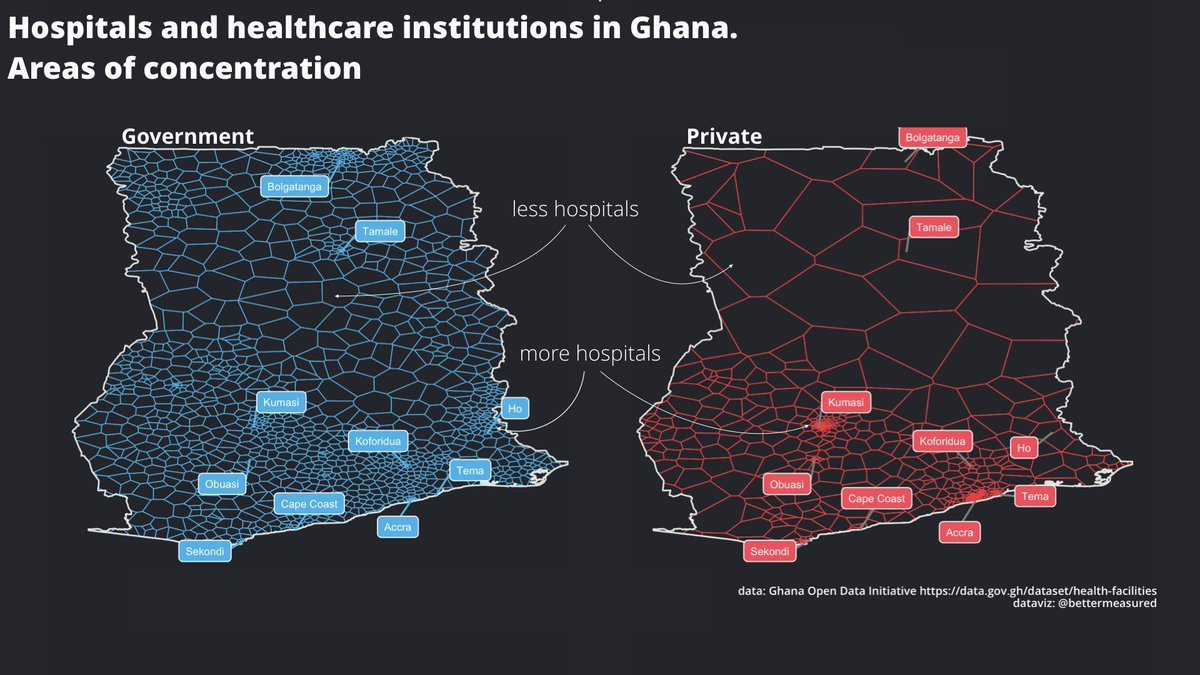 Hospitals and healthcare institutions in Ghana.
Areas of concentration
Government
Bolgatanga
Tamale
Kumasi
Ho
Koforidua
Obuasi
Tema
Cape Coast
Accra
Sekondi
less hospitals
more hospitals
Private
Bolgatanga
Tamale
Kumasi
Koforidua
Ho
Obuasi
Cape Coast
Tema
Accra
Sekondi
data: Ghana Open Data Initiative https://data.gov.gh/dataset/health-facilities
dataviz: @bettermeasured